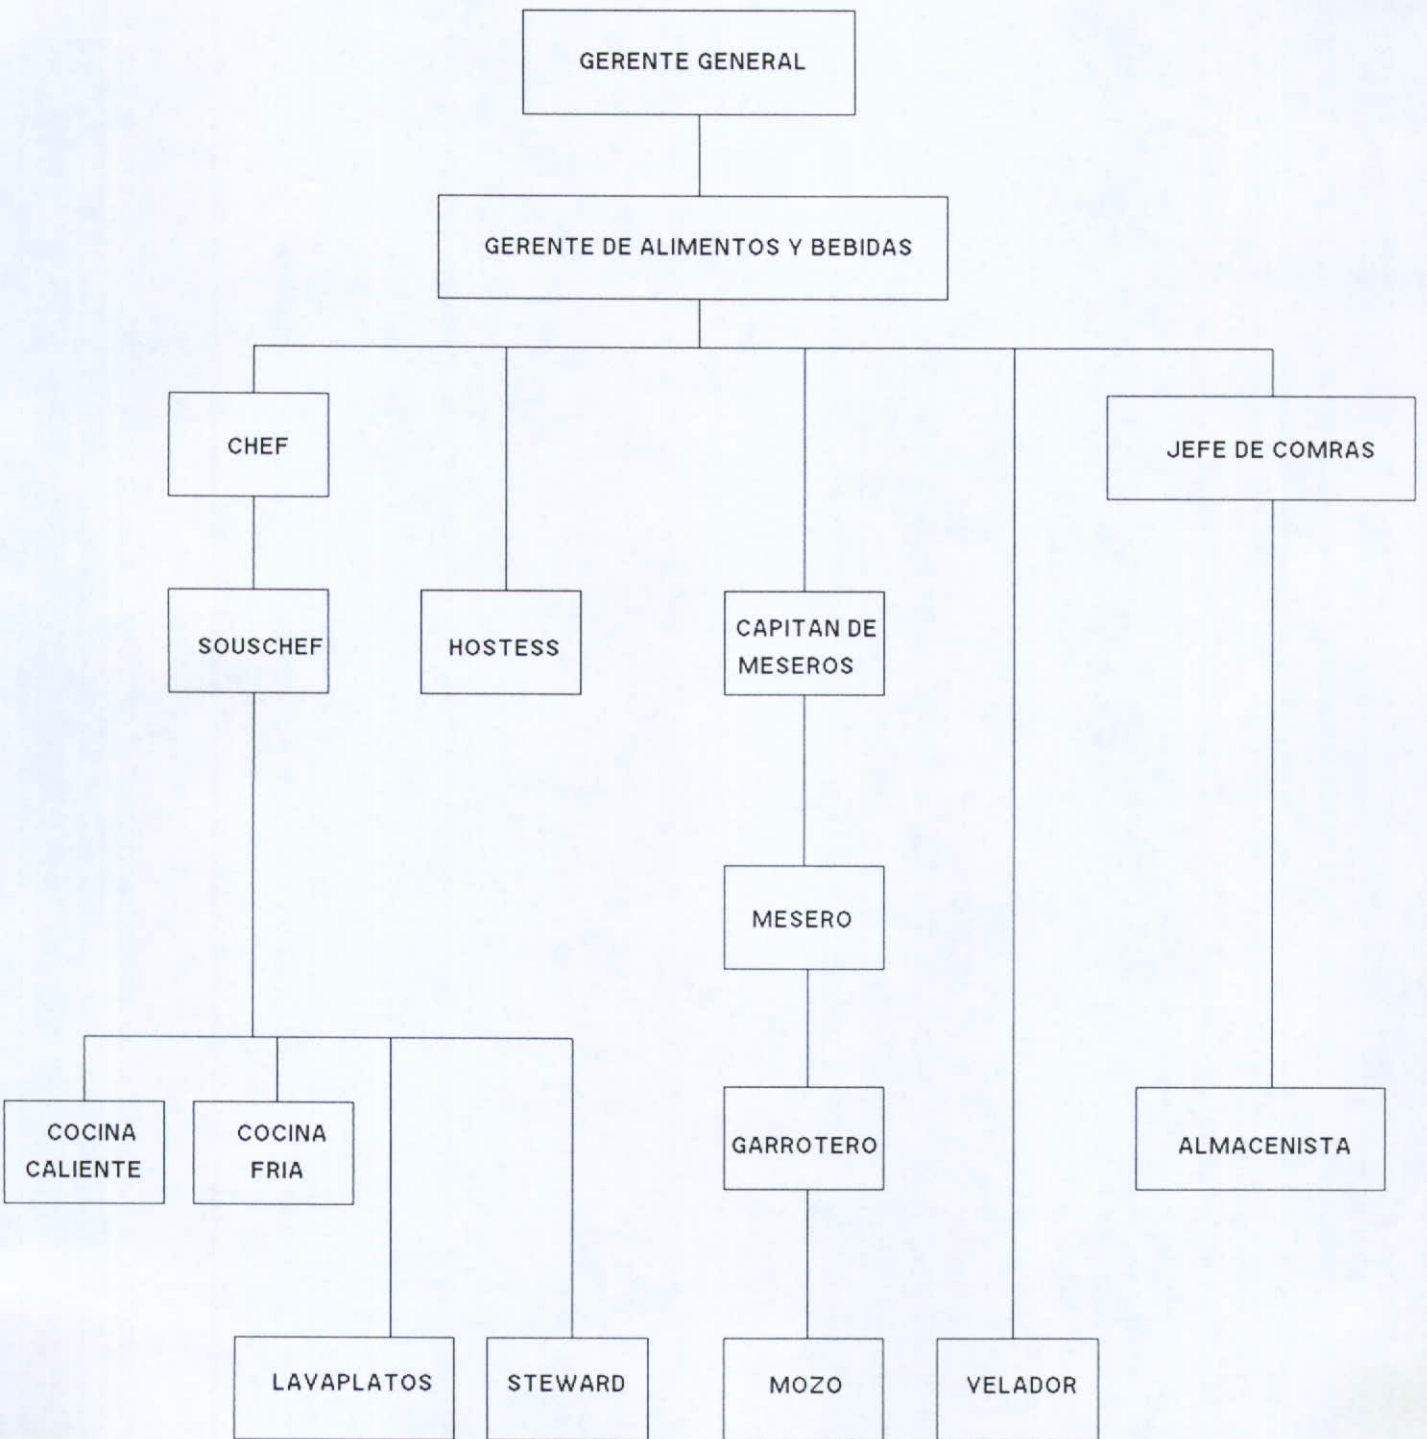 GERENTE GENERAL
GERENTE DE ALIMENTOS Y BEBIDAS
CHEF
JEFE DE COMRAS
SOUSCHEF
HOSTESS
CAPITAN DE
MESEROS
MESERO
COCINA
CALIENTE
COCINA
FRIA
GARROTERO
ALMACENISTA
LAVAPLATOS
STEWARD
MOZO
VELADOR